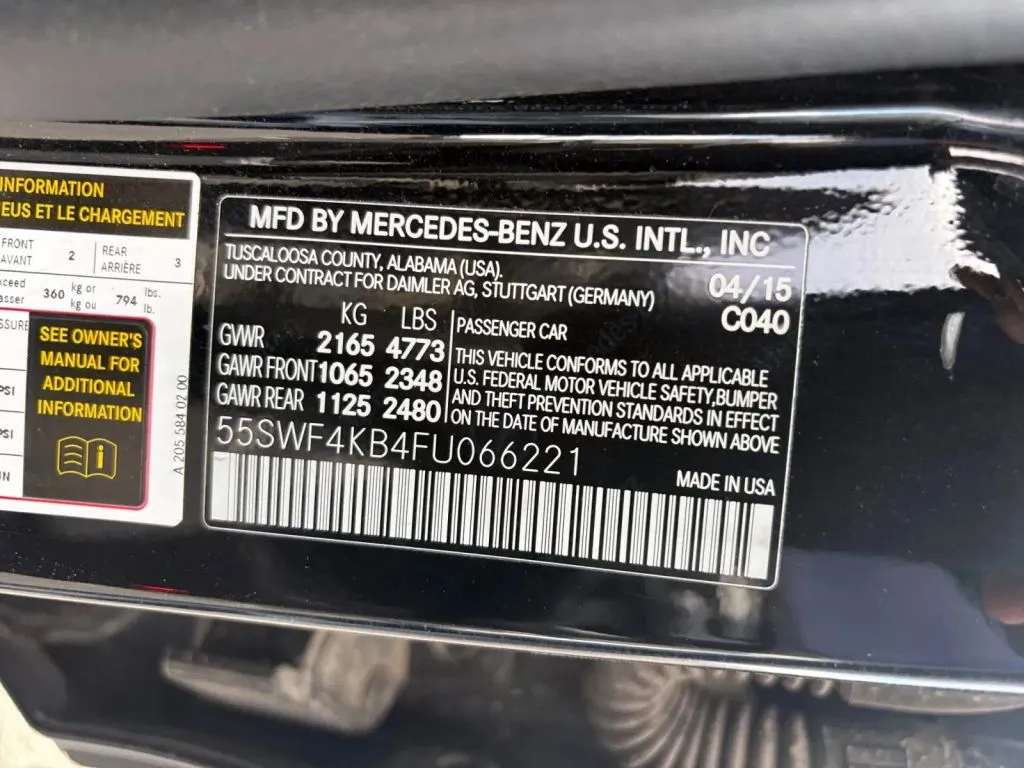 INFORMATION
EUS ET LE CHARGEMENT
FRONT
AVANT 2
REAR
ARRIÈRE 3
360 kg or
kg ou 794 lbs.
lb.
SEE OWNER'S
MANUAL FOR
ADDITIONAL
INFORMATION
i
A 205 584 02 00
MFD BY MERCEDES-BENZ U.S. INTL., INC
TUSCALOOSA COUNTY, ALABAMA (USA).
UNDER CONTRACT FOR DAIMLER AG, STUTTGART (GERMANY)
04/15
C040
KG LBS
GWR 2165 4773
GAWR FRONT 1065 2348
GAWR REAR 1125 2480
PASSENGER CAR
THIS VEHICLE CONFORMS TO ALL APPLICABLE
U.S. FEDERAL MOTOR VEHICLE SAFETY,BUMPER
AND THEFT PREVENTION STANDARDS IN EFFECT
ON THE DATE OF MANUFACTURE SHOWN ABOVE
55SWF4KB4FU066221
MADE IN USA